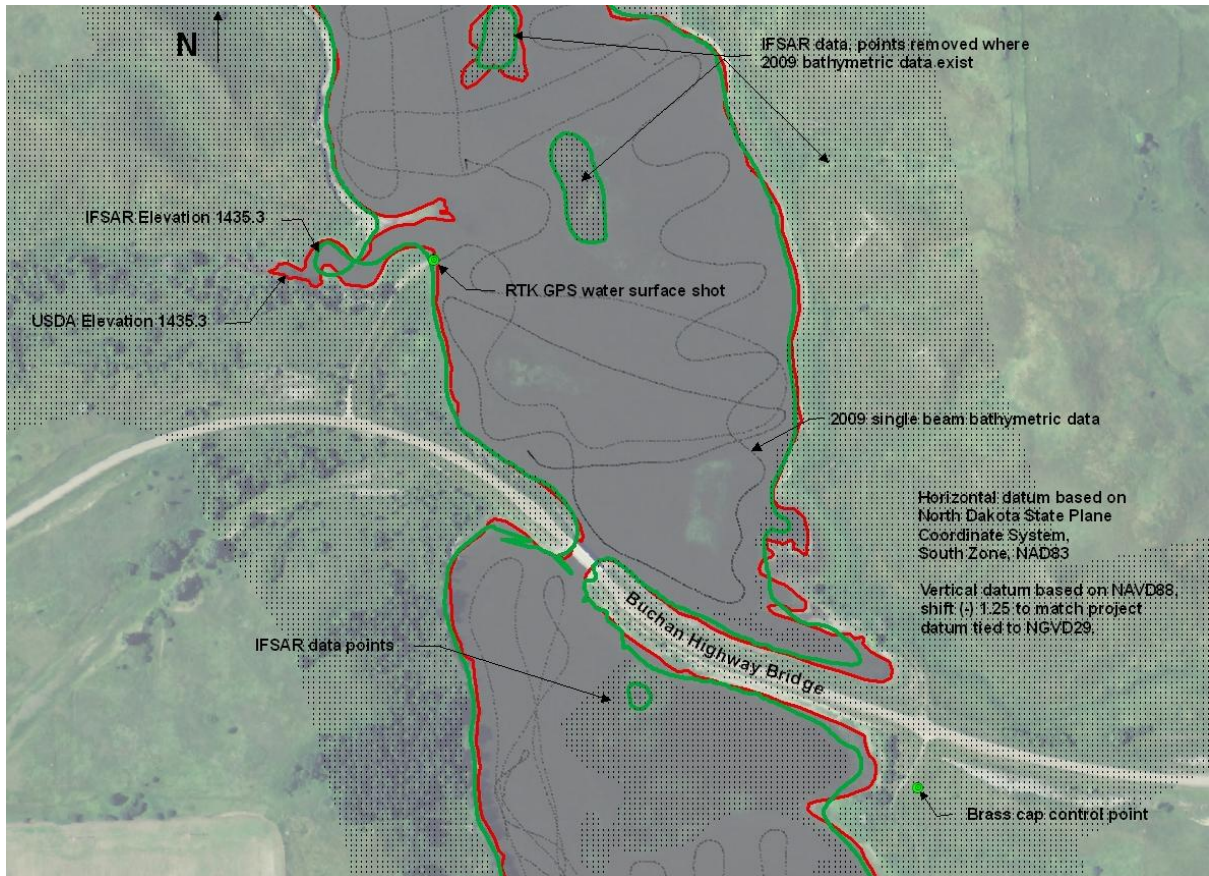 N
IFSAR data, points removed where
2009 bathymetric data exist
IFSAR Elevation 1435.3
RTK GPS water surface shot
USDA Elevation 1435.3
2009 single beam bathymetric data
Horizontal datum based on
North Dakota State Plane
Coordinate System,
South Zone, NAD83
Vertical datum based on NAVD88,
shift (-) 1.25 to match project
datum tied to NGVD29.
Buchan Highway Bridge
IFSAR data points
Brass cap control point